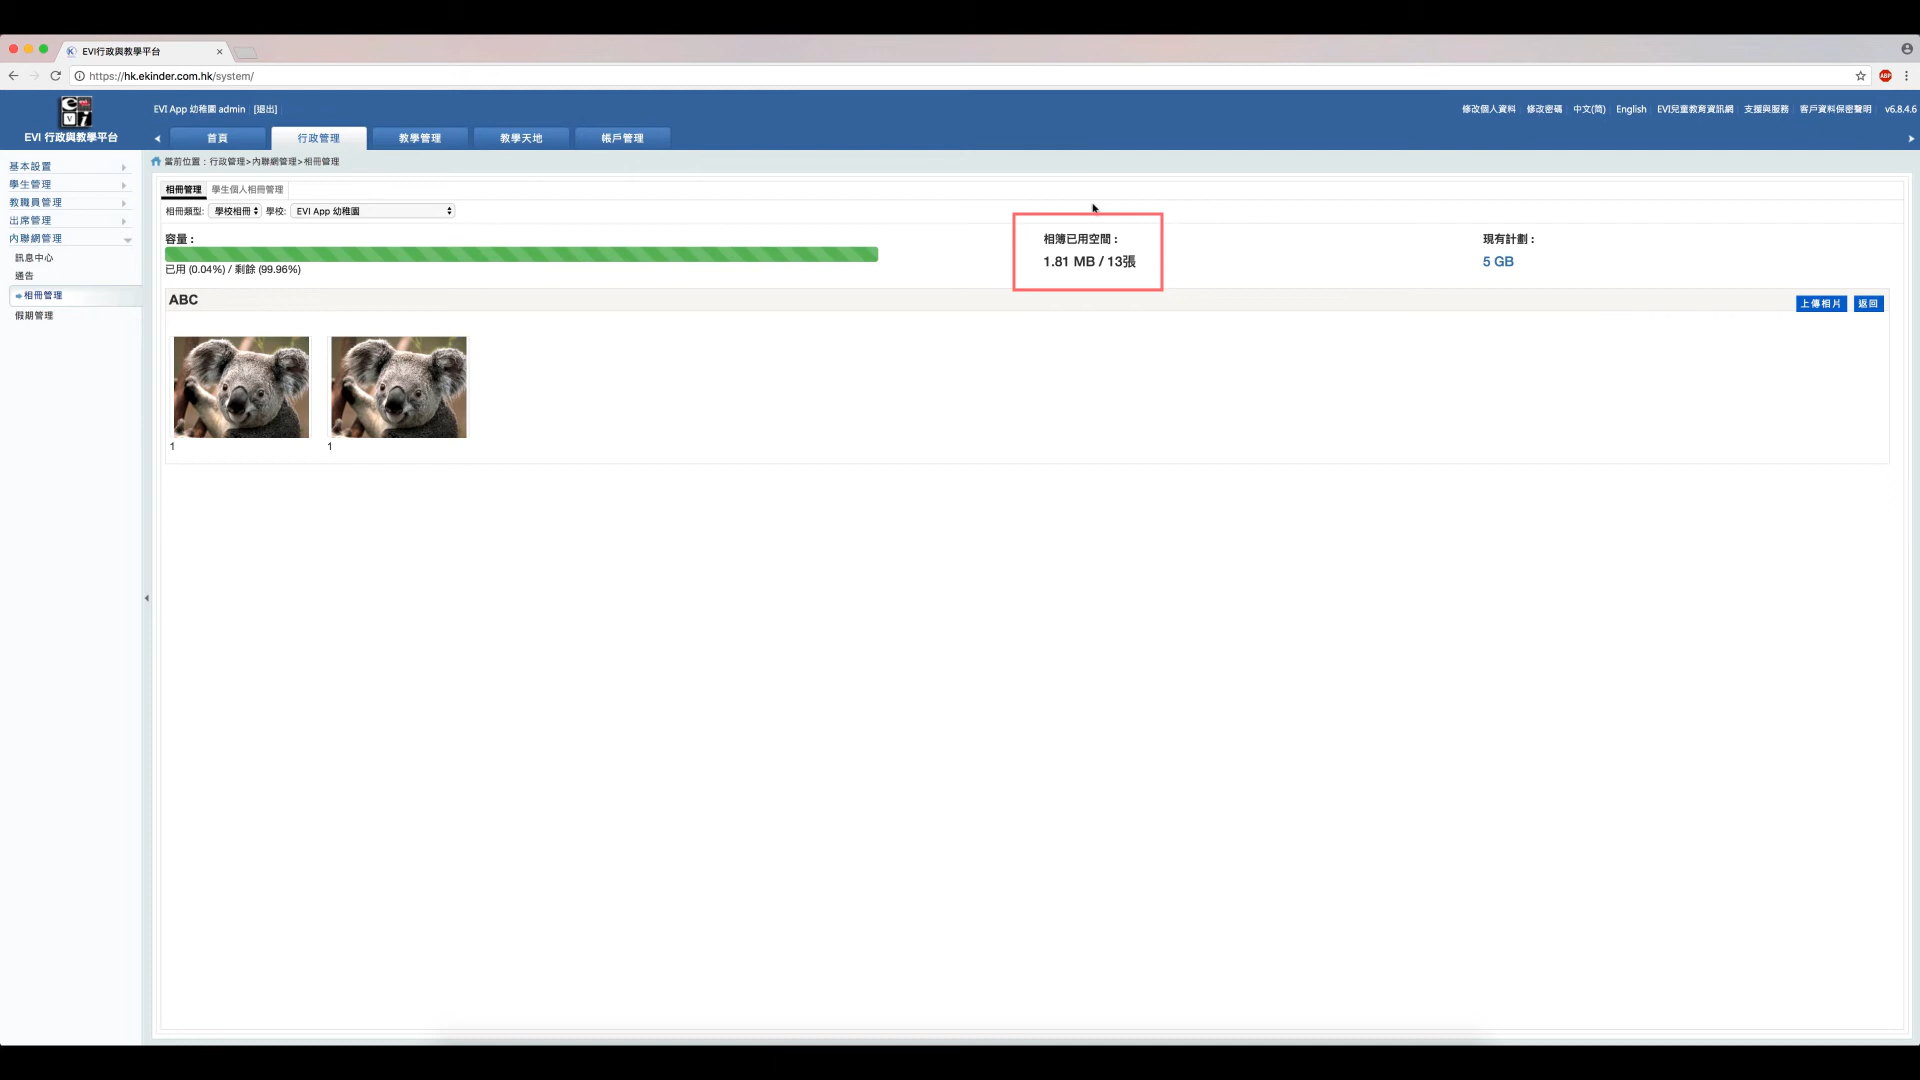 EVI行政與教學平台
https://hk.ekinder.com.hk/system/
EVI App 幼稚園 admin [退出]
修改個人資料 修改密碼 中文(简) English EVI兒童教育資訊網 支援與服務 客戶資料保密聲明 v6.8.4.6
EVI 行政與教學平台
首頁 行政管理 教學管理 教學天地 帳戶管理
當前位置：行政管理>內聯網管理>相冊管理
基本設置
學生管理
教職員管理
出席管理
內聯網管理
訊息中心
通告
相冊管理
假期管理
相冊管理 學生個人相冊管理
相冊類型: 學校相冊 學校: EVI App 幼稚園
容量：
已用 (0.04%) / 剩餘 (99.96%)
相簿已用空間：
1.81 MB / 13張
現有計劃：
5 GB
ABC
上傳相片 返回
1 1